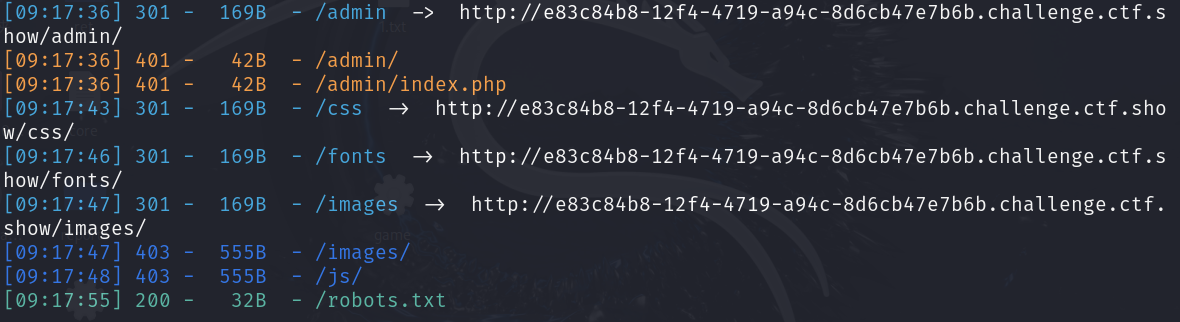 [09:17:36] 301 -  169B  - /admin  ->  http://e83c84b8-12f4-4719-a94c-8d6cb47e7b6b.challenge.ctf.s
how/admin/
[09:17:36] 401 -   42B  - /admin/
[09:17:36] 401 -   42B  - /admin/index.php
[09:17:43] 301 -  169B  - /css  ->  http://e83c84b8-12f4-4719-a94c-8d6cb47e7b6b.challenge.ctf.sho
w/css/
[09:17:46] 301 -  169B  - /fonts  ->  http://e83c84b8-12f4-4719-a94c-8d6cb47e7b6b.challenge.ctf.s
how/fonts/
[09:17:47] 301 -  169B  - /images  ->  http://e83c84b8-12f4-4719-a94c-8d6cb47e7b6b.challenge.ctf.
show/images/
game
[09:17:47] 403 -  555B  - /images/
[09:17:48] 403 -  555B  - /js/
[09:17:55] 200 -   32B  - /robots.txt